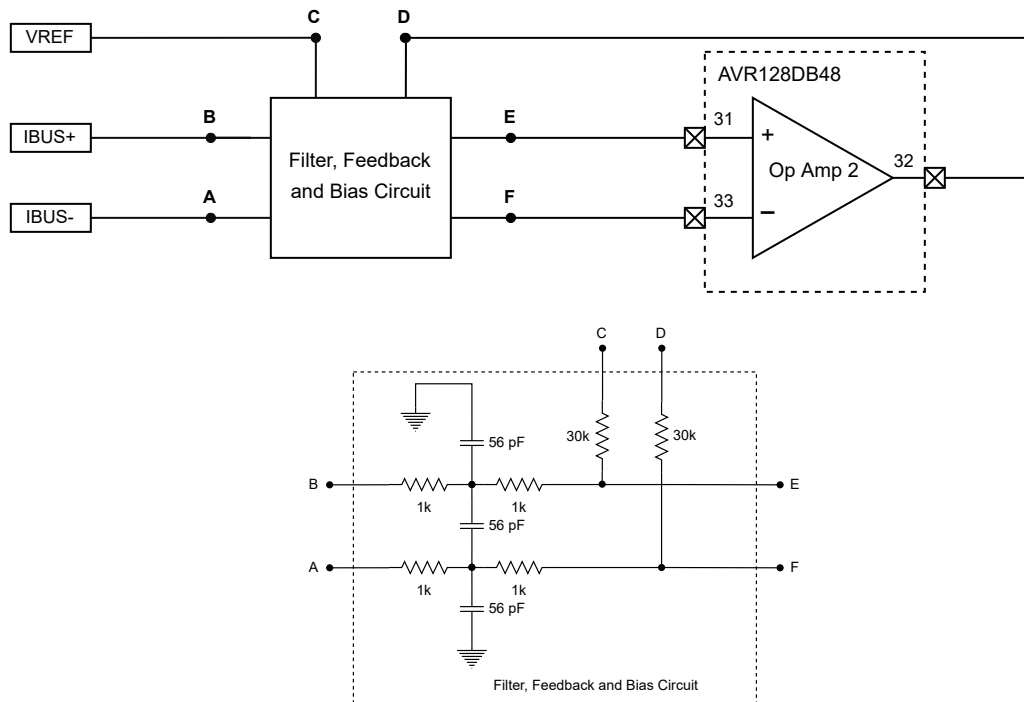 C
D
VREF
AVR128DB48
B
E
31
IBUS+
+
Filter, Feedback
and Bias Circuit
Op Amp 2
32
A
F
33
IBUS-
−
C
D
56 pF
30k
30k
B
E
1k
1k
56 pF
A
F
1k
1k
56 pF
Filter, Feedback and Bias Circuit